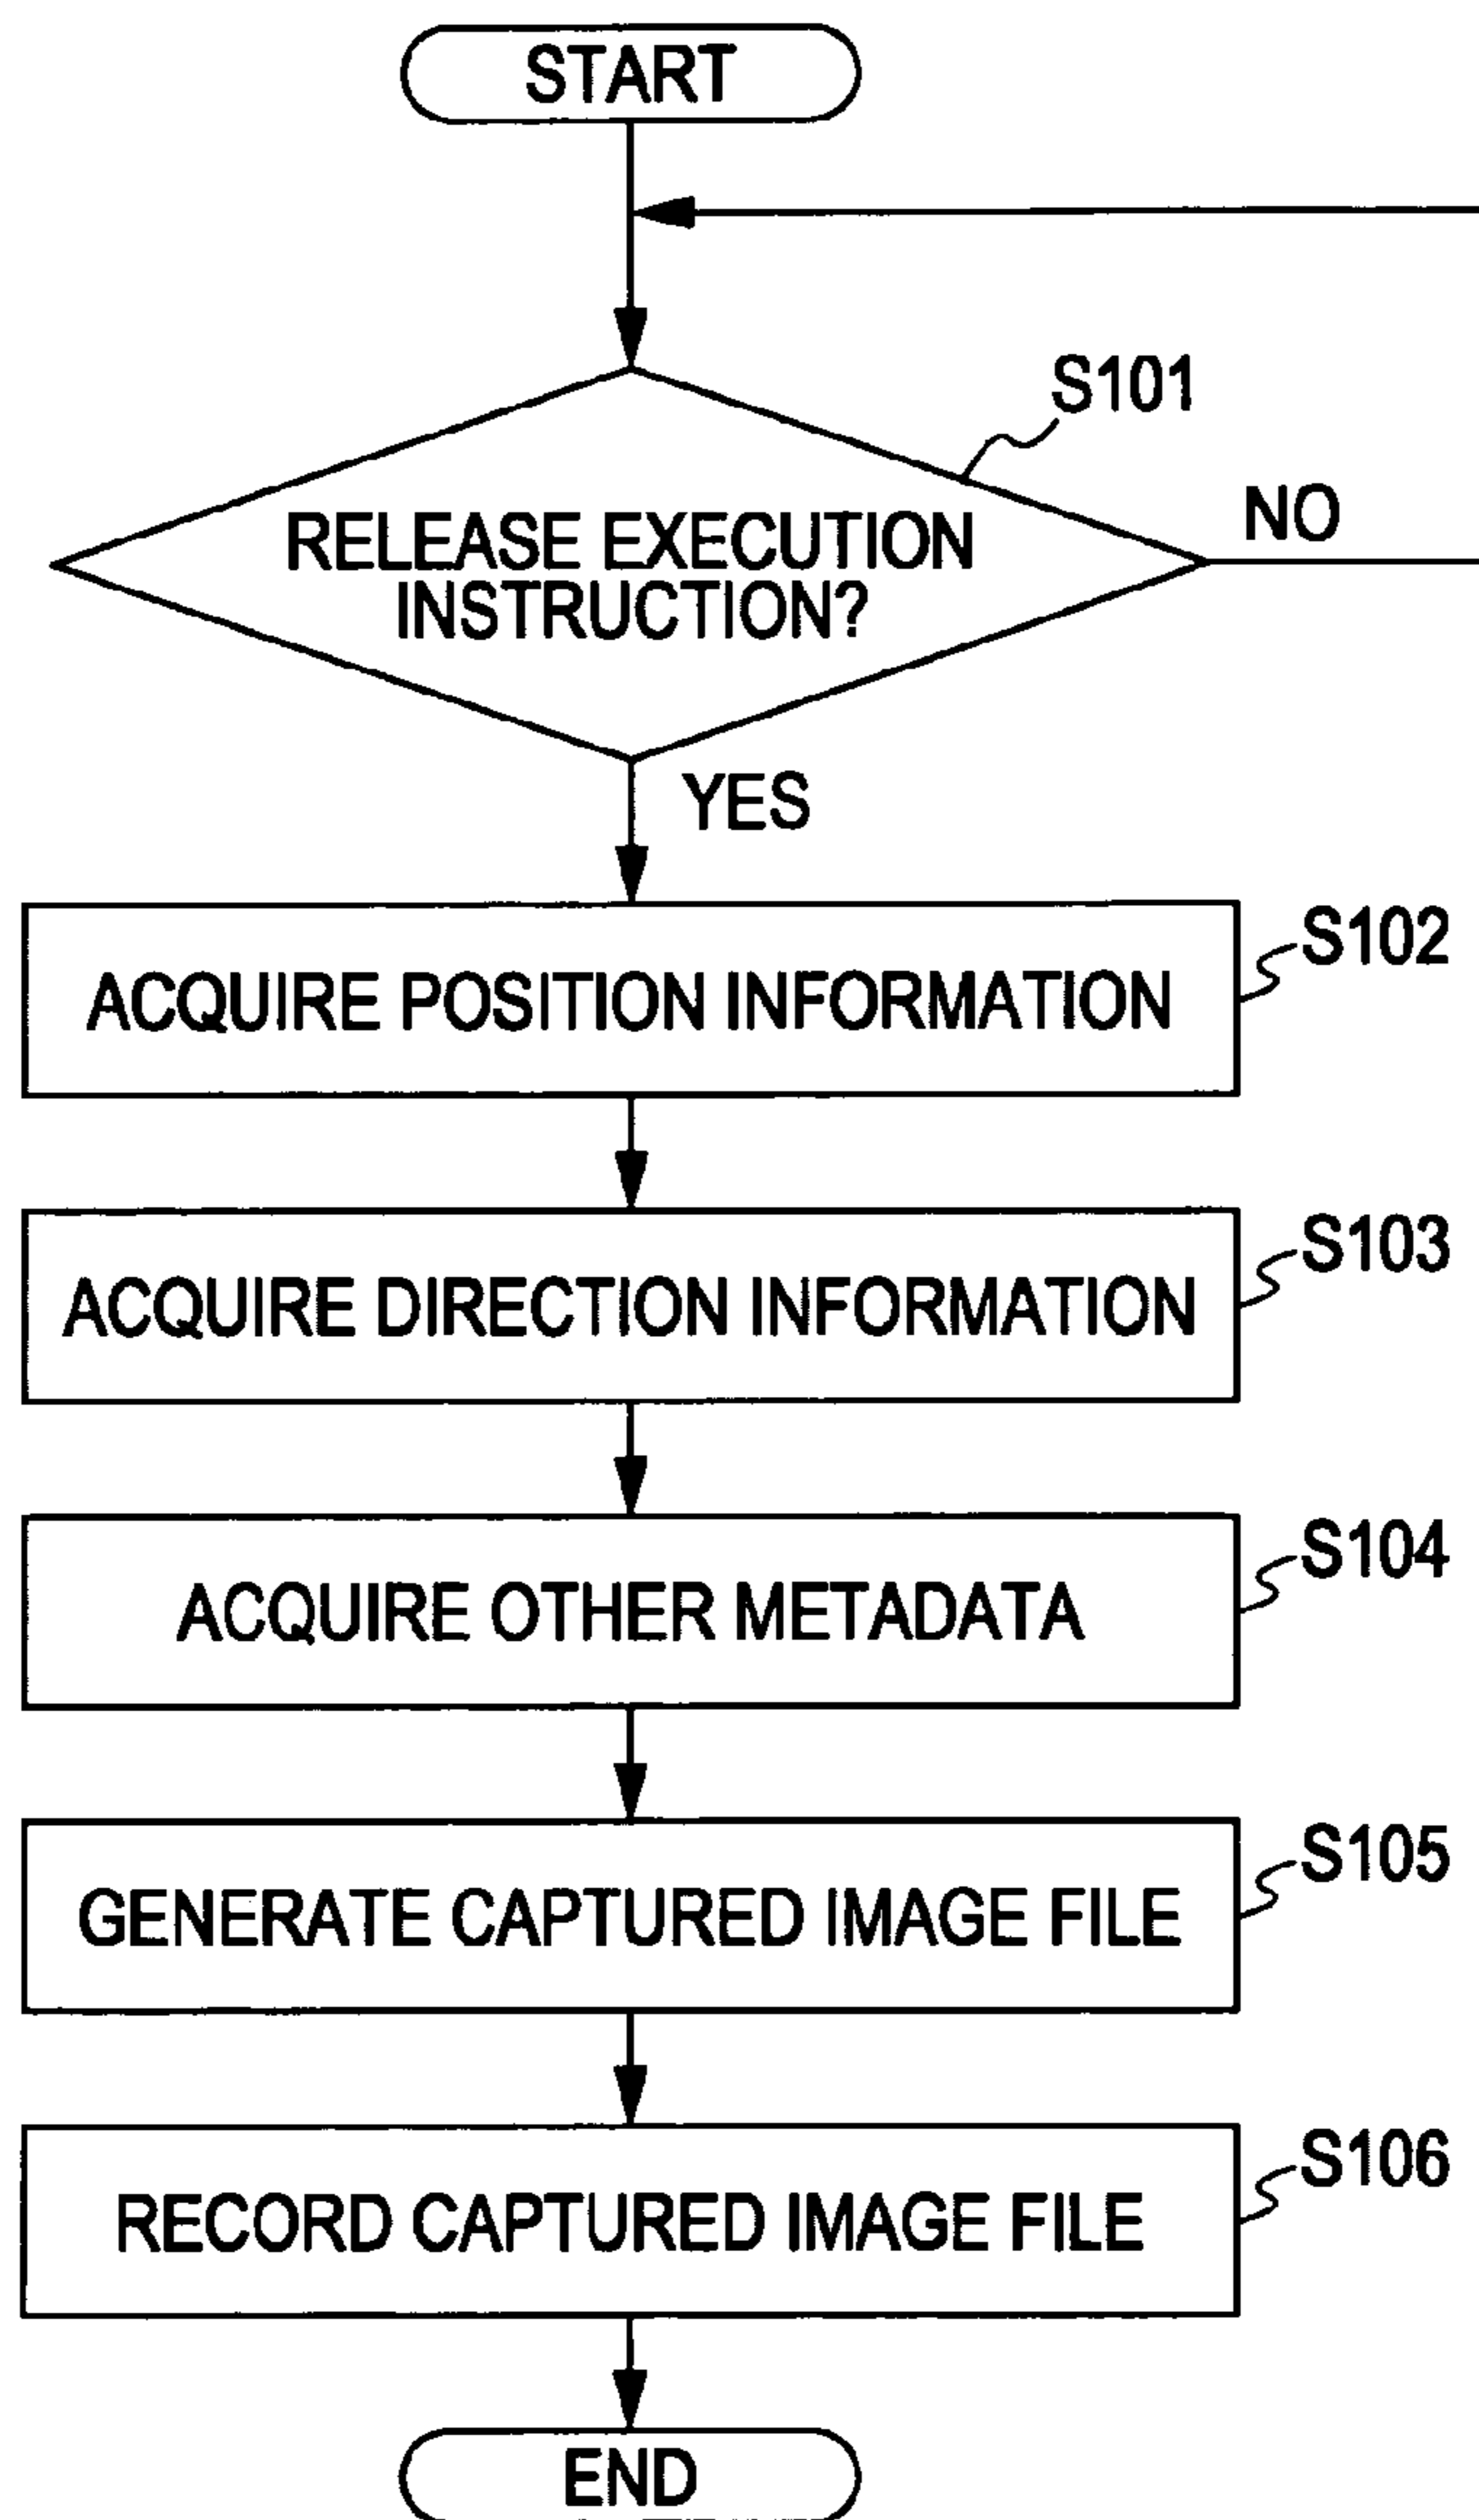 START
S101
RELEASE EXECUTION
INSTRUCTION?
NO
YES
S102
ACQUIRE POSITION INFORMATION
S103
ACQUIRE DIRECTION INFORMATION
S104
ACQUIRE OTHER METADATA
S105
GENERATE CAPTURED IMAGE FILE
S106
RECORD CAPTURED IMAGE FILE
END